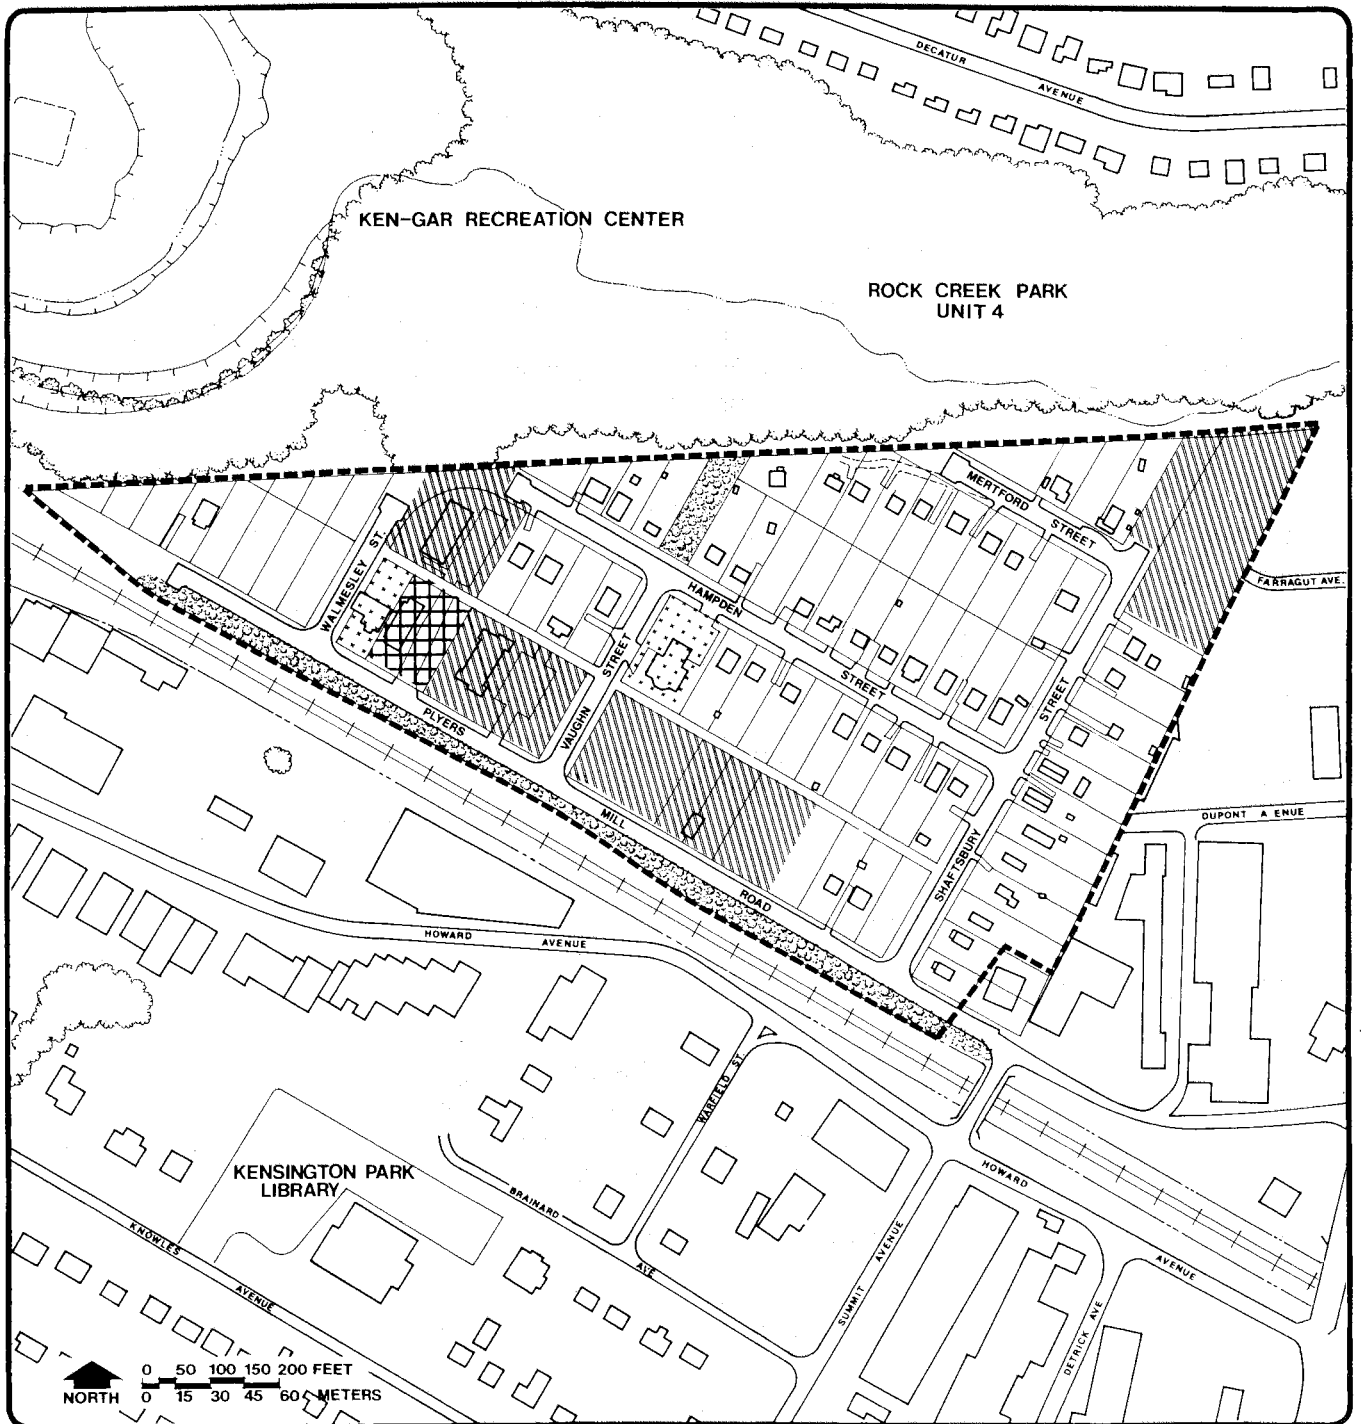 DECATUR
AVENUE
KEN-GAR RECREATION CENTER
ROCK CREEK PARK
UNIT 4
MERTFORD
STREET
FARRAGUT AVE.
WALMESLEY ST.
HAMPDEN
STREET
VAUGHN
STREET
STREET
SHAFTSBURY
PLYERS
MILL
ROAD
DUPONT A ENUE
HOWARD
AVENUE
WARFIELD ST.
KENSINGTON PARK
LIBRARY
BRAINARD
AVE
HOWARD
AVENUE
SUMMIT
AVENUE
DETRICK AVE
KNOWLES
AVENUE
0 50 100 150 200 FEET
NORTH 0 15 30 45 60 METERS